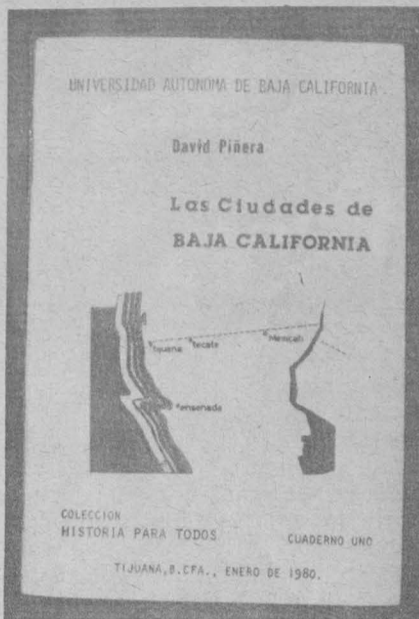 UNIVERSIDAD AUTONOMA DE BAJA CALIFORNIA
David Piñera
Las Ciudades de
BAJA CALIFORNIA
Tijuana Tecate Mexicali
ensenada
COLECCION
HISTORIA PARA TODOS
CUADERNO UNO
TIJUANA, B. CFA., ENERO DE 1980.